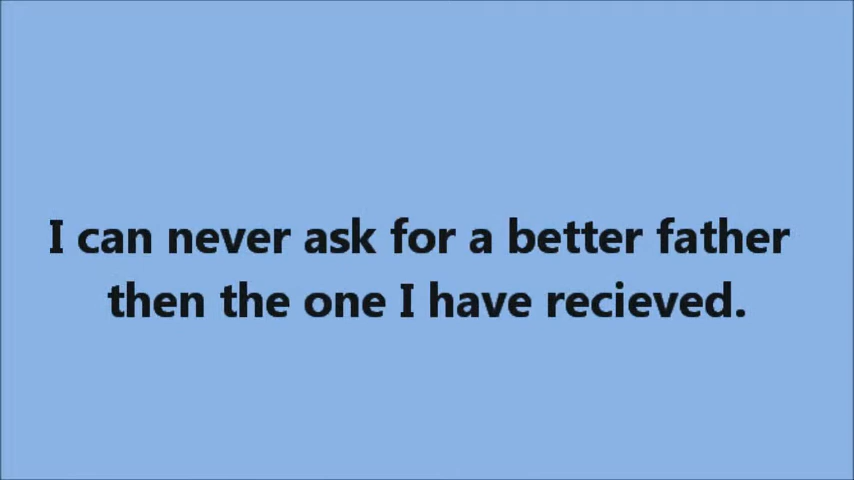 I can never ask for a better father
then the one I have recieved.